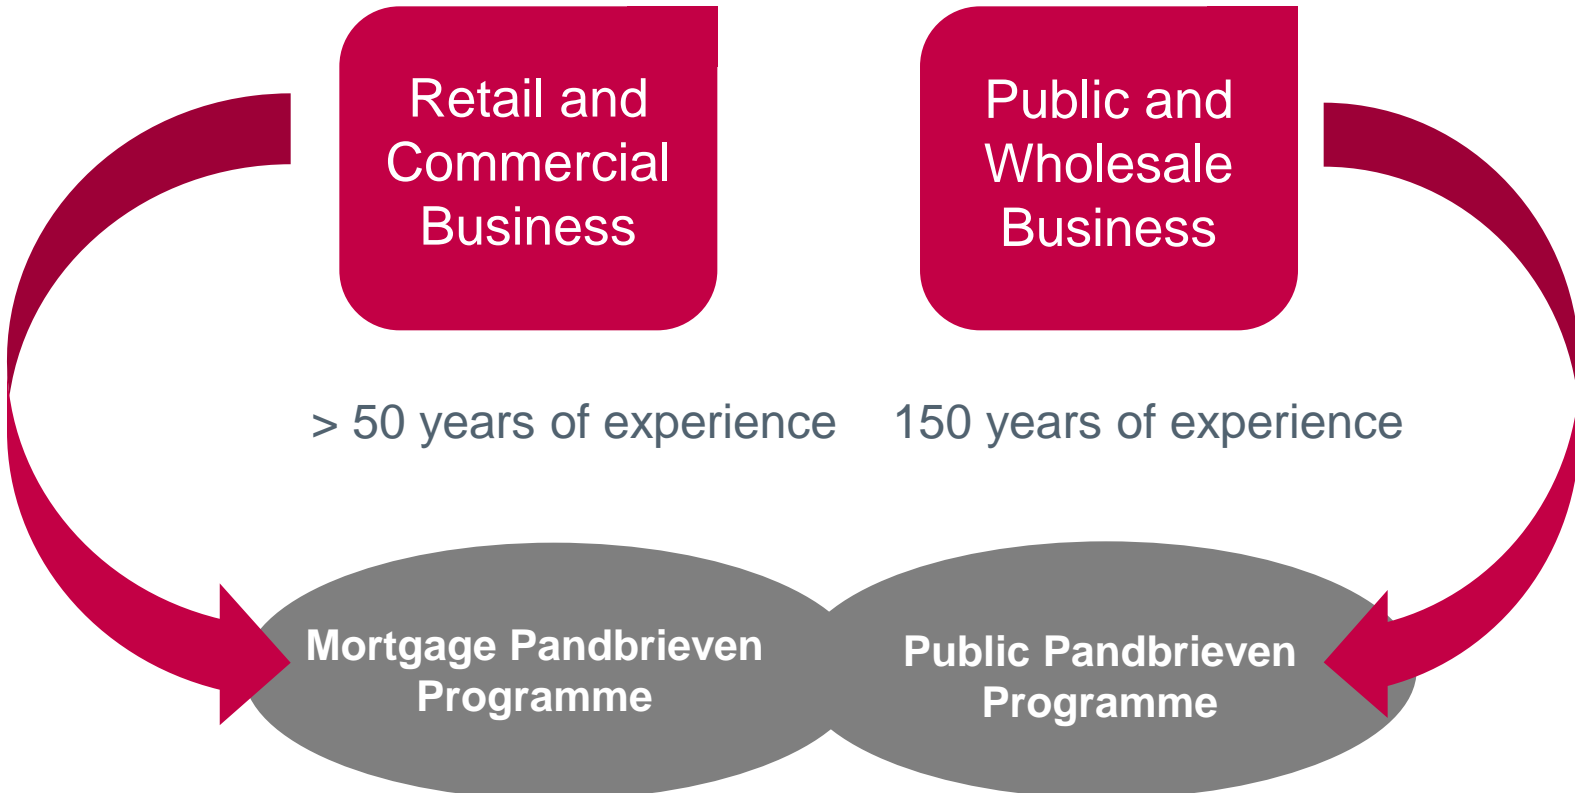 Retail and
Commercial
Business
Public and
Wholesale
Business
> 50 years of experience
150 years of experience
Mortgage Pandbrieven
Programme
Public Pandbrieven
Programme